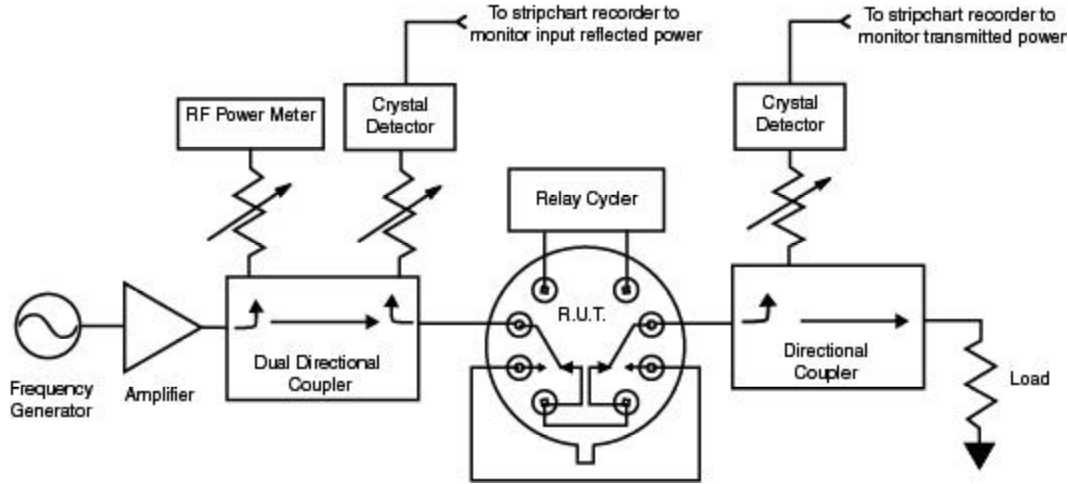 To stripchart recorder to
monitor input reflected power
To stripchart recorder to
monitor transmitted power
RF Power Meter
Crystal
Detector
Crystal
Detector
Relay Cycler
R.U.T.
Dual Directional
Coupler
Directional
Coupler
Frequency
Generator
Amplifier
Load